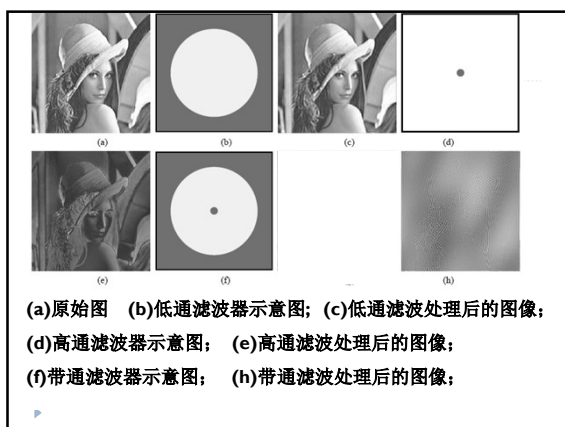 (a) (b) (c) (d)
(e) (f) (h)
(a)原始图 (b)低通滤波器示意图; (c)低通滤波处理后的图像;
(d)高通滤波器示意图; (e)高通滤波处理后的图像;
(f)带通滤波器示意图; (h)带通滤波处理后的图像;